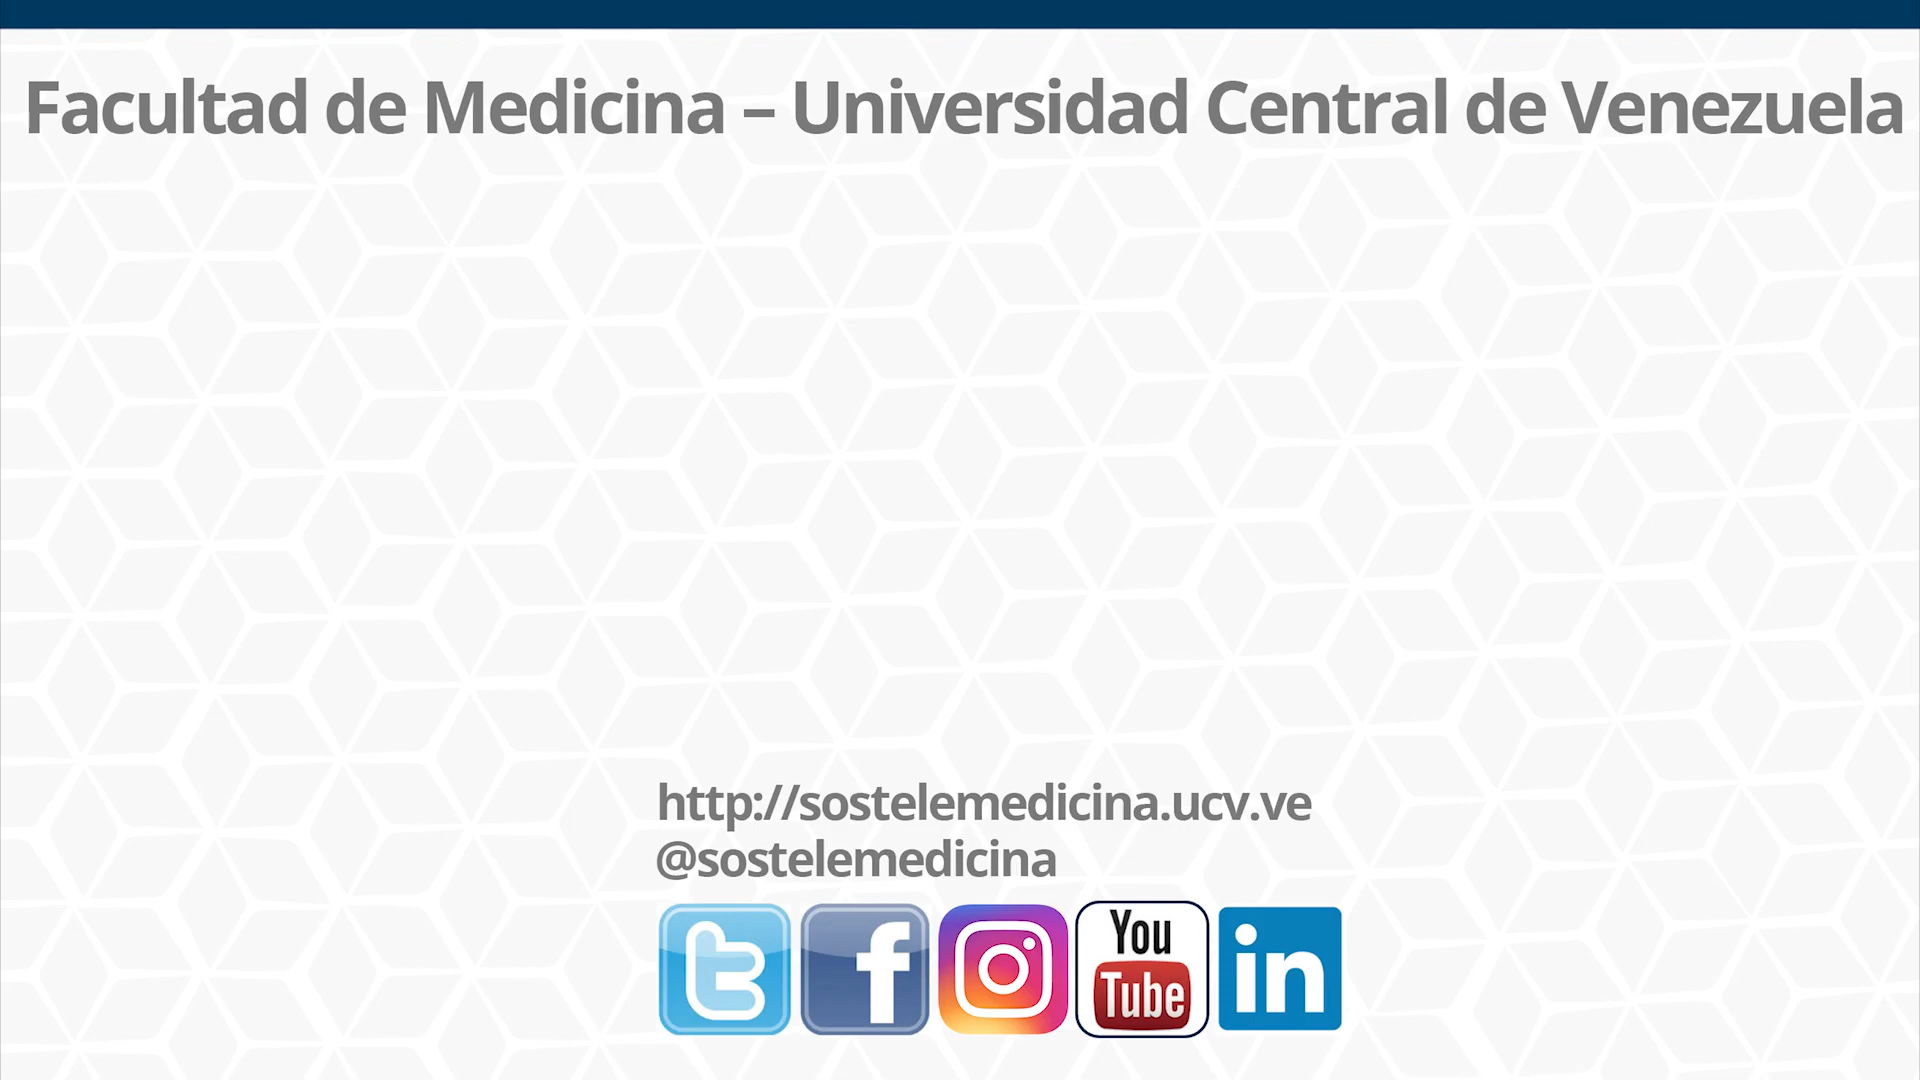 Facultad de Medicina – Universidad Central de Venezuela
http://sostelemedicina.ucv.ve
@sostelemedicina
t f You Tube in